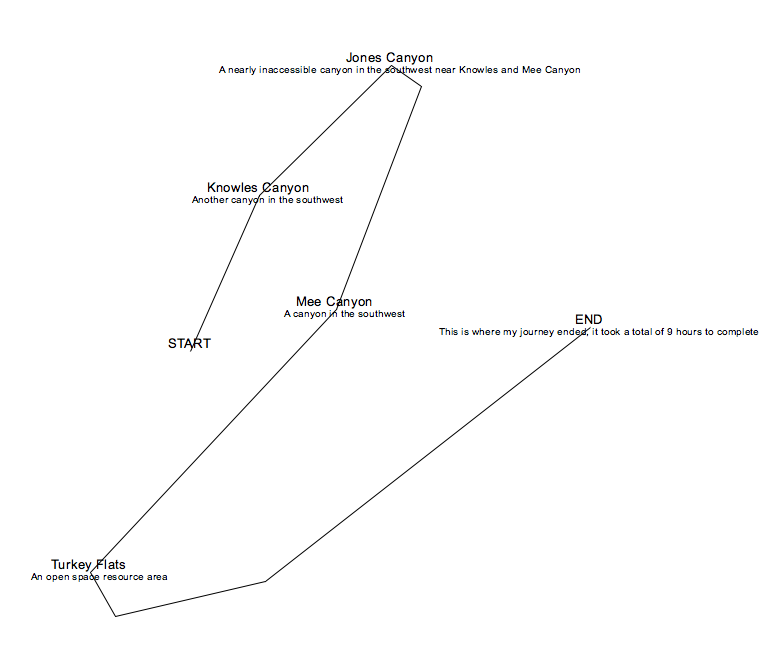 Jones Canyon
A nearly inaccessible canyon in the southwest near Knowles and Mee Canyon
Knowles Canyon
Another canyon in the southwest
Mee Canyon
A canyon in the southwest
START
END
This is where my journey ended, it took a total of 9 hours to complete
Turkey Flats
An open space resource area